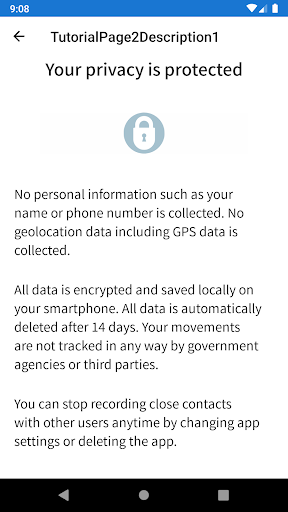 9:08
TutorialPage2Description1
Your privacy is protected
No personal information such as your
name or phone number is collected. No
geolocation data including GPS data is
collected.
All data is encrypted and saved locally on
your smartphone. All data is automatically
deleted after 14 days. Your movements
are not tracked in any way by government
agencies or third parties.
You can stop recording close contacts
with other users anytime by changing app
settings or deleting the app.